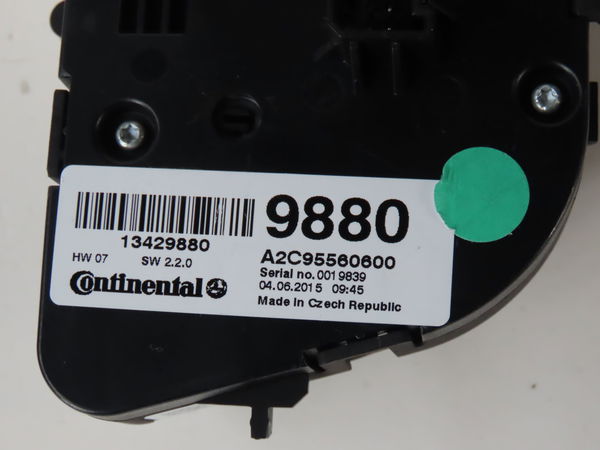 9880
13429880
HW 07 SW 2.2.0
Continental
A2C95560600
Serial no. 0019839
04.06.2015 09:45
Made in Czech Republic